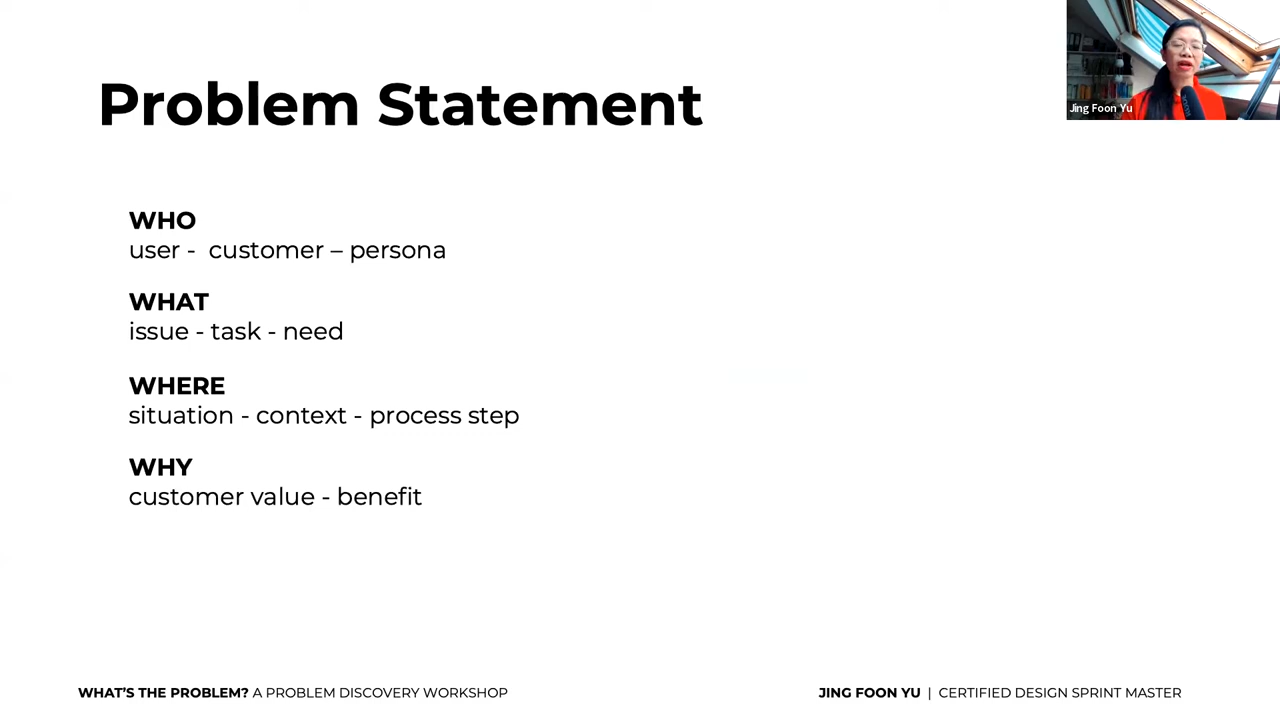 Problem Statement
Jing Foon Yu
WHO
user -  customer – persona
WHAT
issue - task - need
WHERE
situation - context - process step
WHY
customer value - benefit
WHAT’S THE PROBLEM? A PROBLEM DISCOVERY WORKSHOP
JING FOON YU | CERTIFIED DESIGN SPRINT MASTER